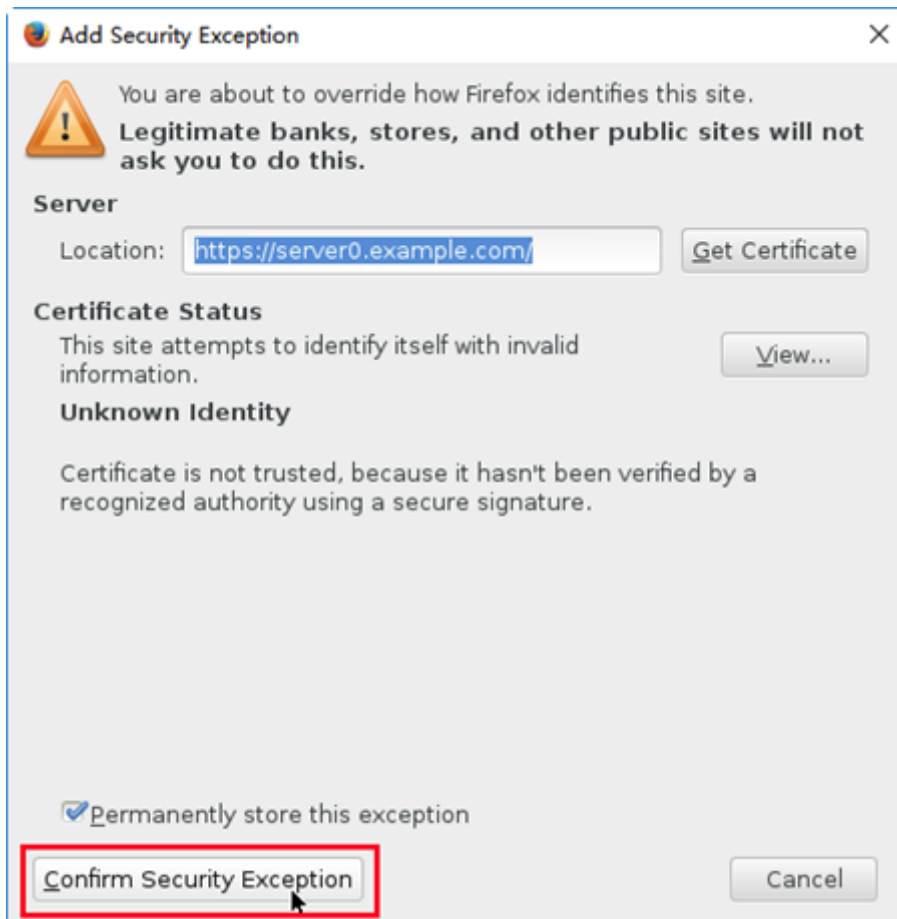 Add Security Exception
You are about to override how Firefox identifies this site.
Legitimate banks, stores, and other public sites will not
ask you to do this.
Server
Location: https://server0.example.com/ Get Certificate
Certificate Status
This site attempts to identify itself with invalid
information.
View...
Unknown Identity
Certificate is not trusted, because it hasn't been verified by a
recognized authority using a secure signature.
Permanently store this exception
Confirm Security Exception Cancel